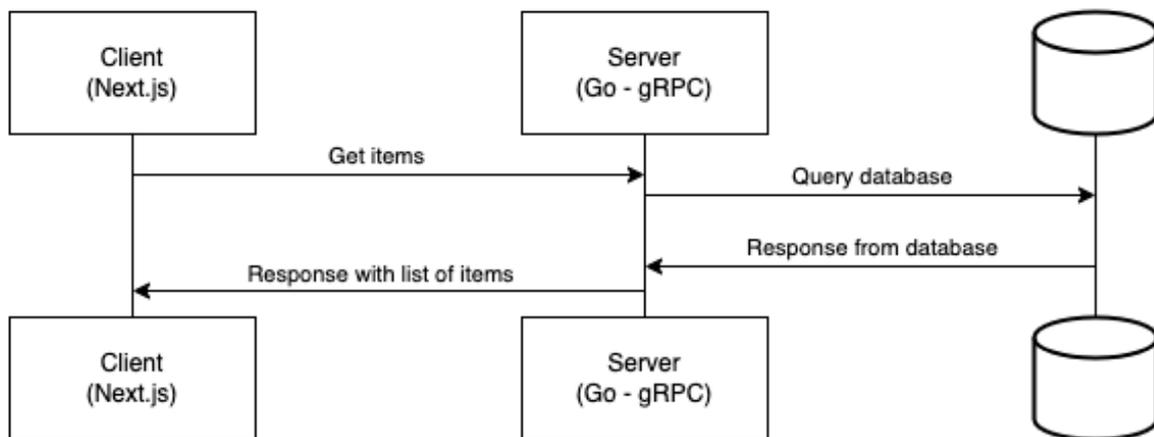 Client
(Next.js)
Server
(Go - gRPC)
Get items
Query database
Response from database
Response with list of items
Client
(Next.js)
Server
(Go - gRPC)